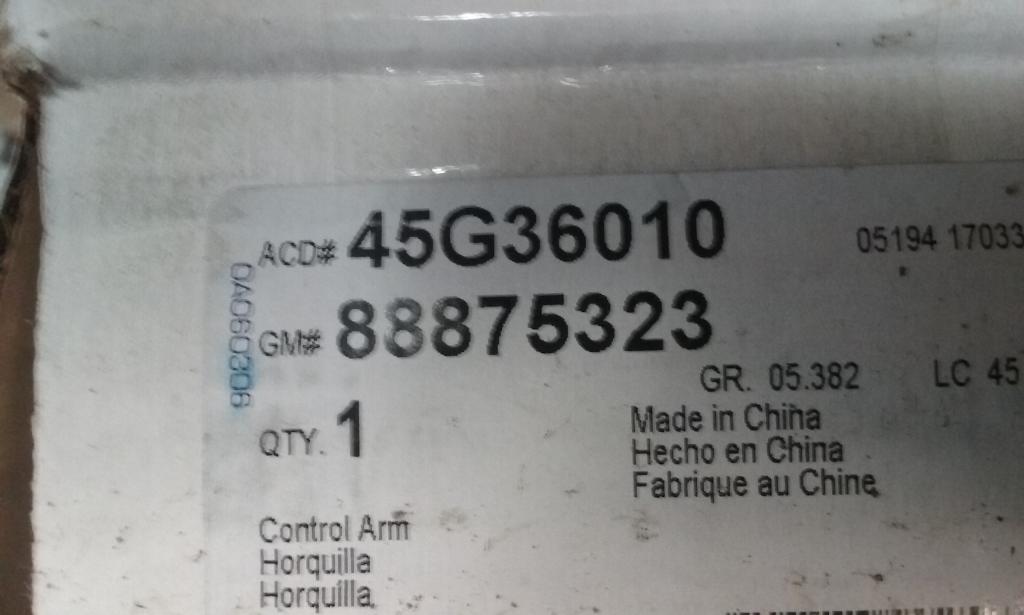 ACD# 45G36010
05194 17033
GM# 88875323
0A060306
GR. 05.382 LC 45
QTY. 1
Made in China
Hecho en China
Fabrique au Chine
Control Arm
Horquilla
Horquilla